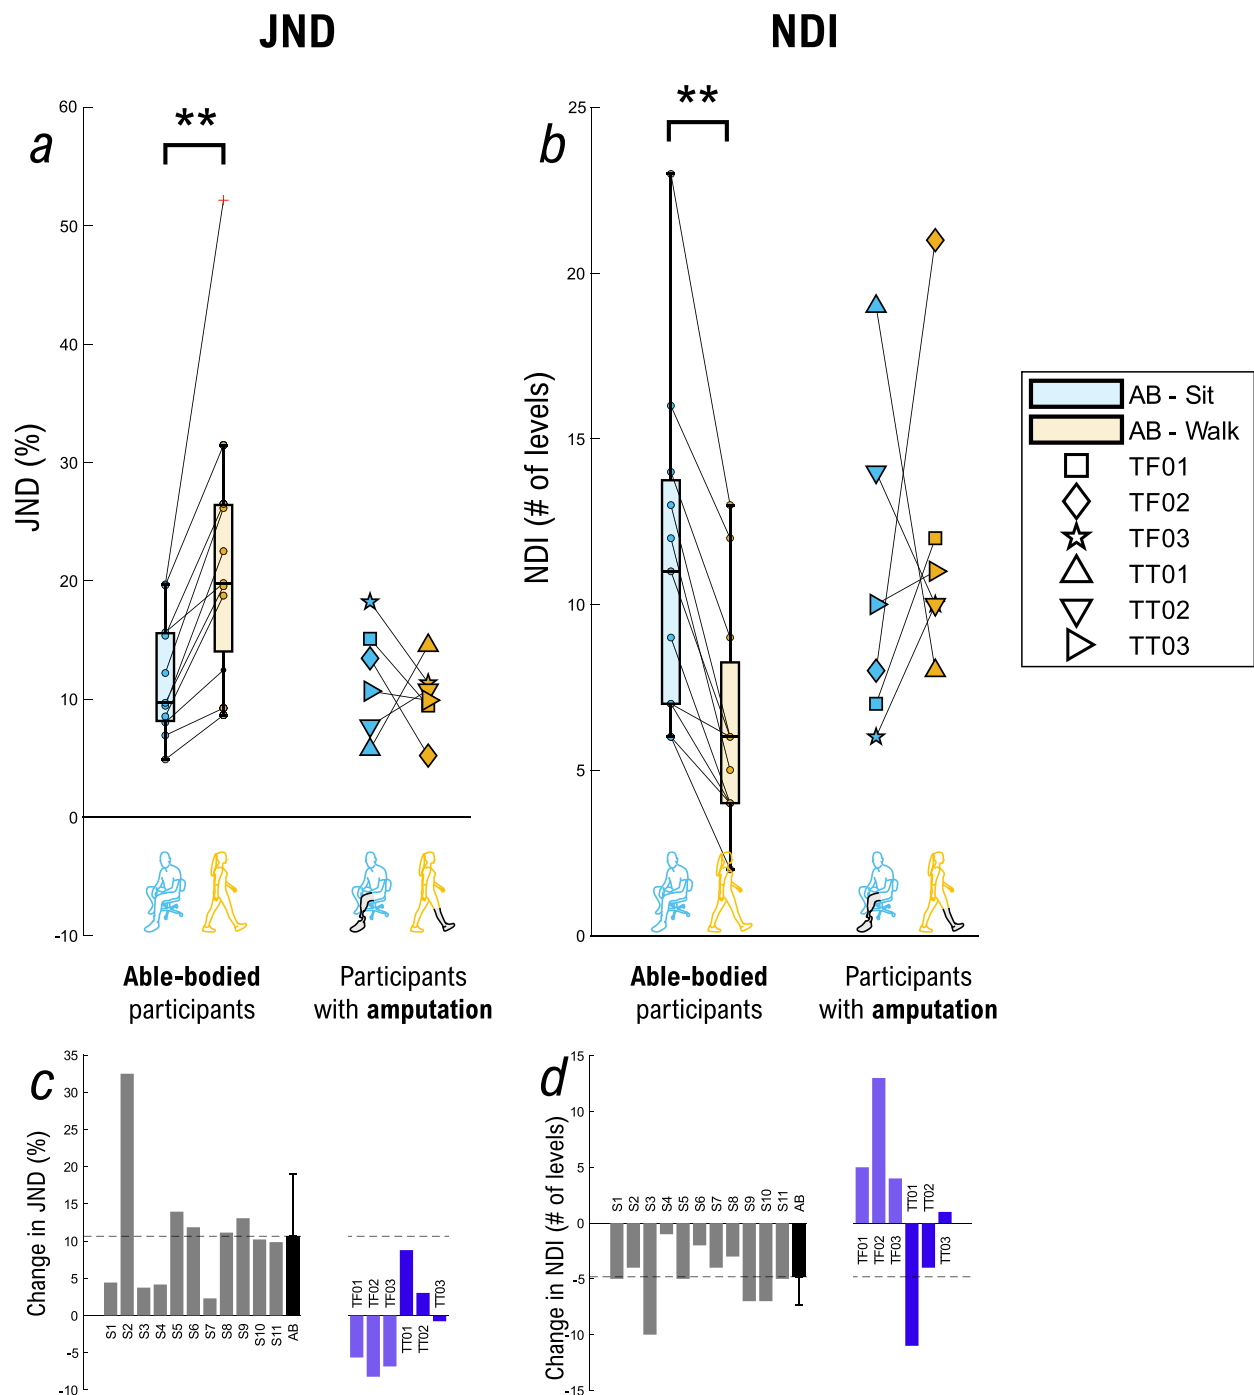 JND
NDI
a
**
60
50
40
30
20
10
0
-10
JND (%)
Able-bodied
participants
Participants
with amputation
b
**
25
20
15
10
5
0
NDI (# of levels)
Able-bodied
participants
Participants
with amputation
AB - Sit
AB - Walk
TF01
TF02
TF03
TT01
TT02
TT03
c
35
30
25
20
15
10
5
0
-5
-10
Change in JND (%)
S1
S2
S3
S4
S5
S6
S7
S8
S9
S10
S11
AB
TF01
TF02
TF03
TT01
TT02
TT03
d
15
10
5
0
-5
-10
-15
Change in NDI (# of levels)
S1
S2
S3
S4
S5
S6
S7
S8
S9
S10
S11
AB
TF01
TF02
TF03
TT01
TT02
TT03